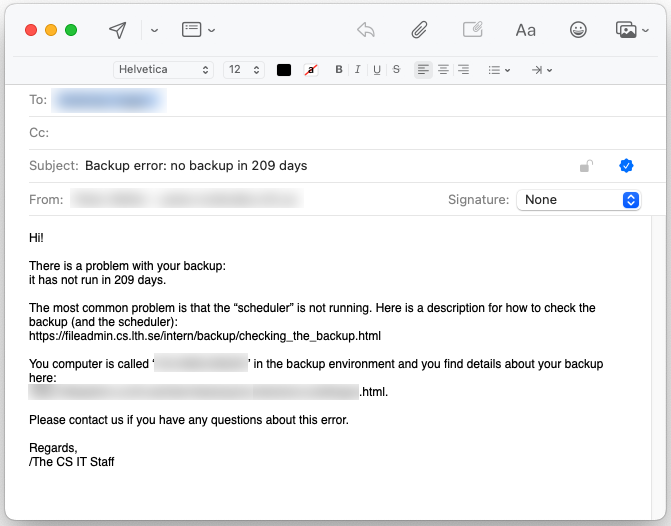 Helvetica 12 a B I U S
Aa
To:
Cc:
Subject: Backup error: no backup in 209 days
From: Signature: None
Hi!
There is a problem with your backup:
it has not run in 209 days.
The most common problem is that the “scheduler” is not running. Here is a description for how to check the
backup (and the scheduler):
https://fileadmin.cs.lth.se/intern/backup/checking_the_backup.html
You computer is called ‘ ’ in the backup environment and you find details about your backup
here:
.html.
Please contact us if you have any questions about this error.
Regards,
/The CS IT Staff